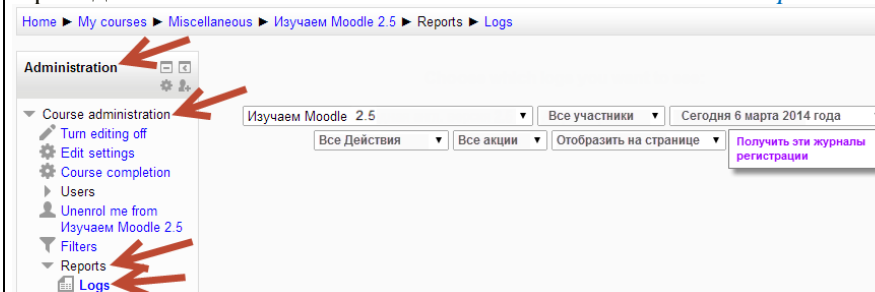 Home ► My courses ► Miscellaneous ► Изучаем Moodle 2.5 ► Reports ► Logs
Administration
Course administration
Turn editing off
Edit settings
Course completion
Users
Unenrol me from
Изучаем Moodle 2.5
Filters
Reports
Logs
Изучаем Moodle 2.5 Все участники Сегодня 6 марта 2014 года
Все Действия Все акции Отобразить на странице Получить эти журналы
регистрации